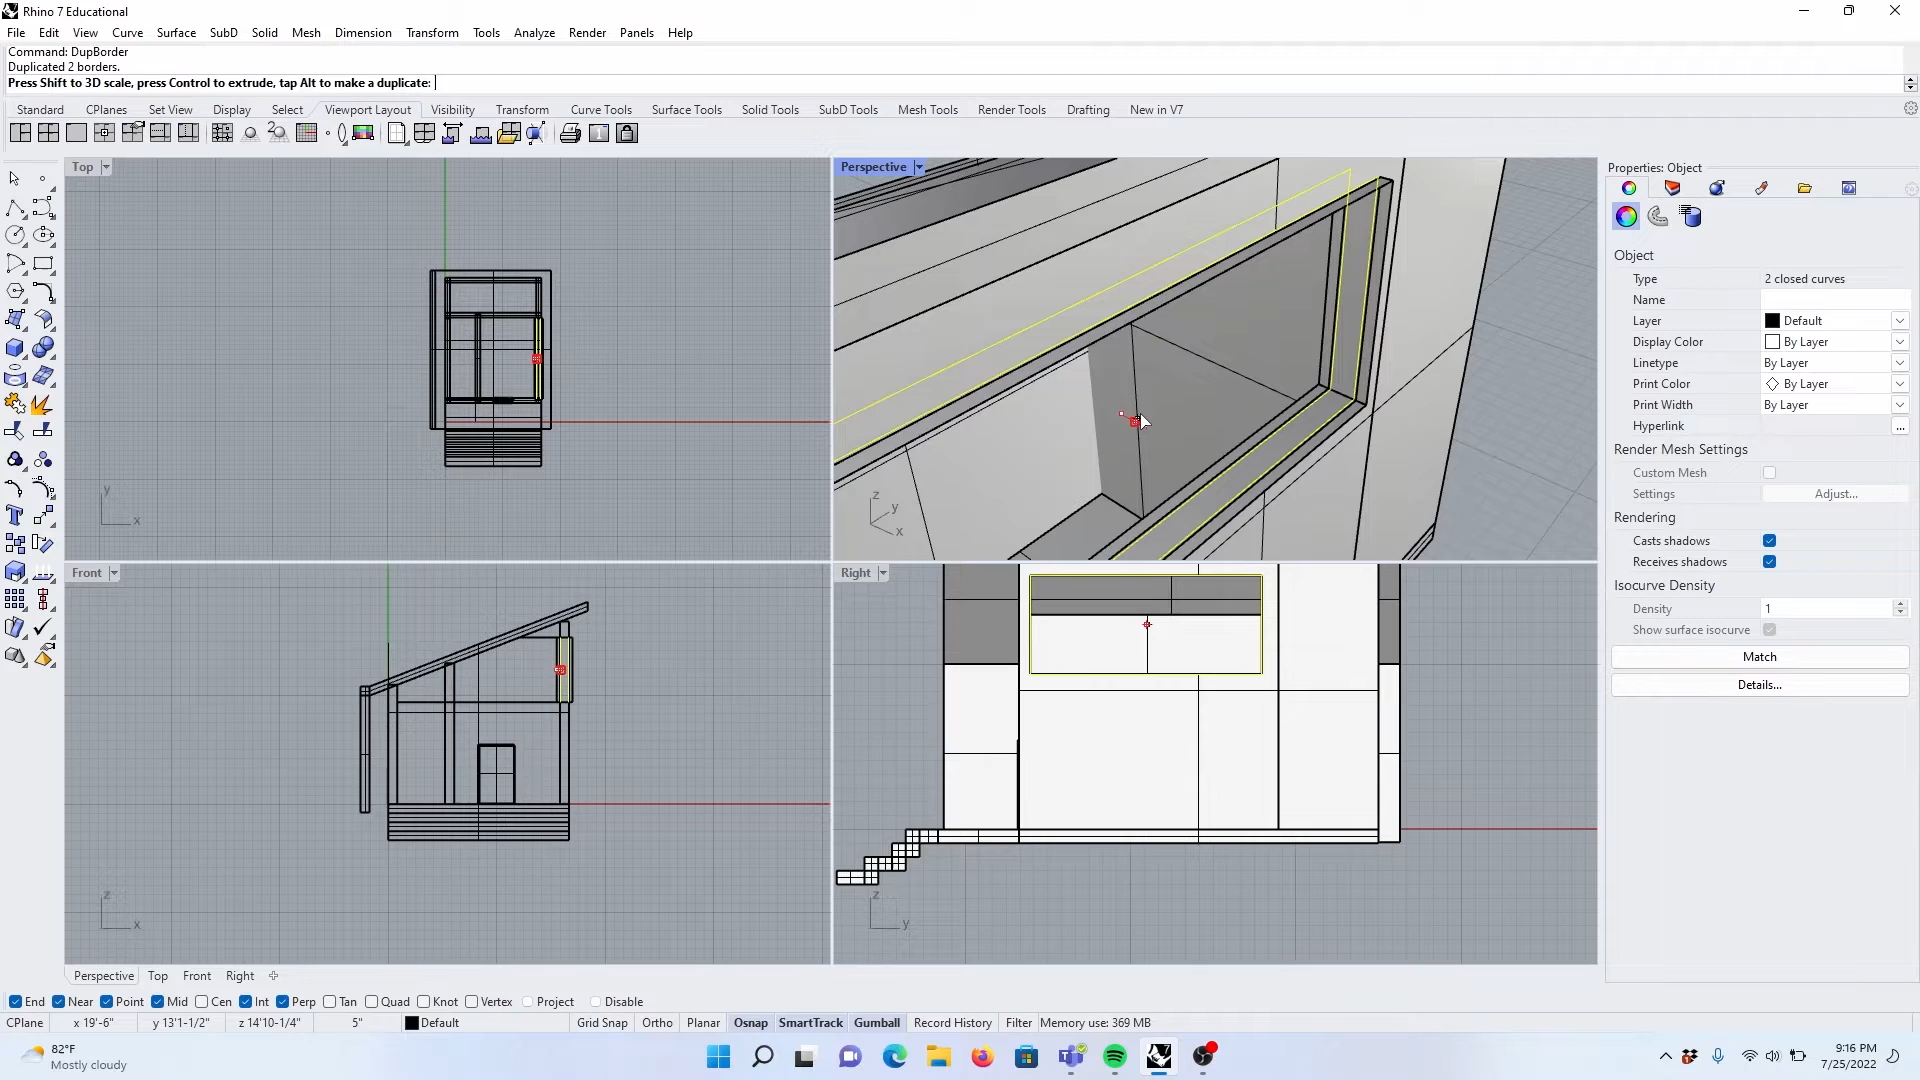 Rhino 7 Educational
File Edit View Curve Surface SubD Solid Mesh Dimension Transform Tools Analyze Render Panels Help
Command: DupBorder
Duplicated 2 borders.
Press Shift to 3D scale, press Control to extrude, tap Alt to make a duplicate:
Standard CPlanes Set View Display Select Viewport Layout Visibility Transform Curve Tools Surface Tools Solid Tools SubD Tools Mesh Tools Render Tools Drafting New in V7
Top
y
x
Perspective
z
y
x
Front
z
x
Right
z
y
Properties: Object
Object
Type 2 closed curves
Name
Layer Default
Display Color By Layer
Linetype By Layer
Print Color By Layer
Print Width By Layer
Hyperlink ...
Render Mesh Settings
Custom Mesh
Settings Adjust...
Rendering
Casts shadows
Receives shadows
Isocurve Density
Density 1
Show surface isocurve
Match
Details...
Perspective Top Front Right
End Near Point Mid Cen Int Perp Tan Quad Knot Vertex Project Disable
CPlane x 19'-6" y 13'1-1/2" z 14'10-1/4" 5" Default Grid Snap Ortho Planar Osnap SmartTrack Gumball Record History Filter Memory use: 369 MB
82°F
Mostly cloudy
9:16 PM
7/25/2022